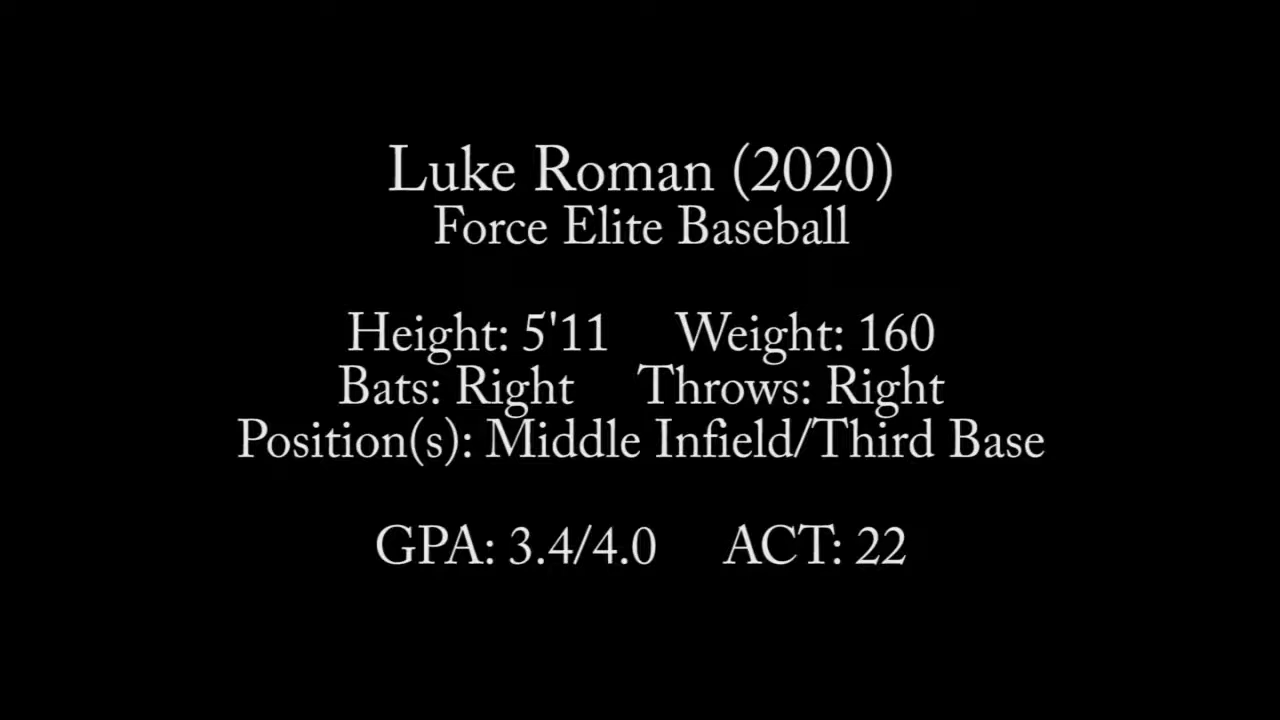 Luke Roman (2020)
Force Elite Baseball
Height: 5'11 Weight: 160
Bats: Right Throws: Right
Position(s): Middle Infield/Third Base
GPA: 3.4/4.0 ACT: 22